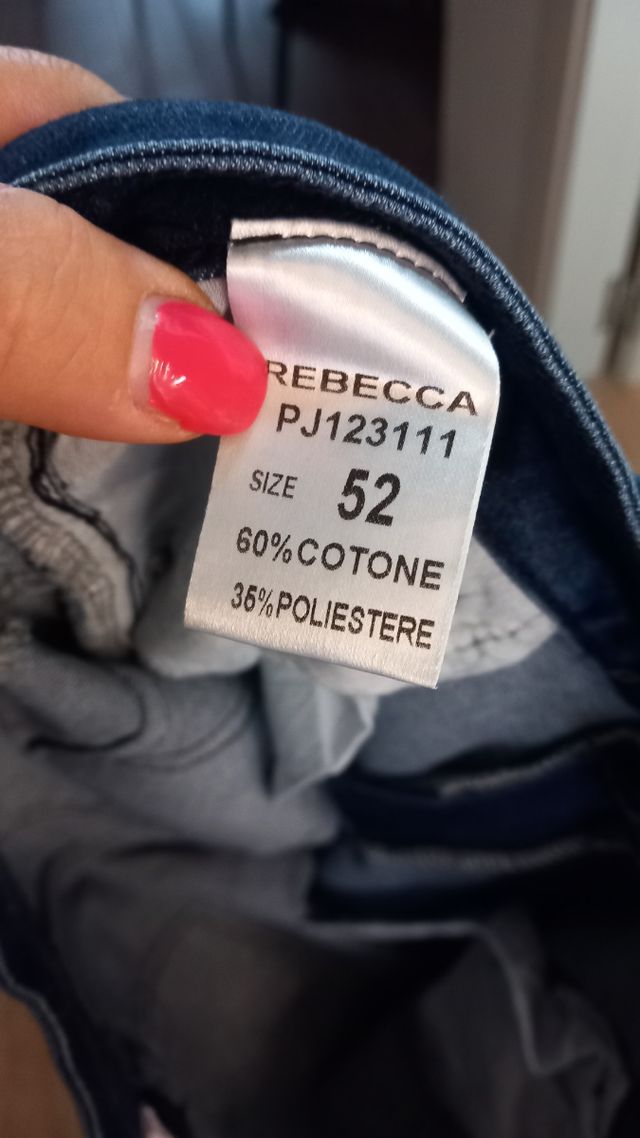 REBECCA
PJ123111
SIZE 52
60%COTONE
35%POLIESTERE